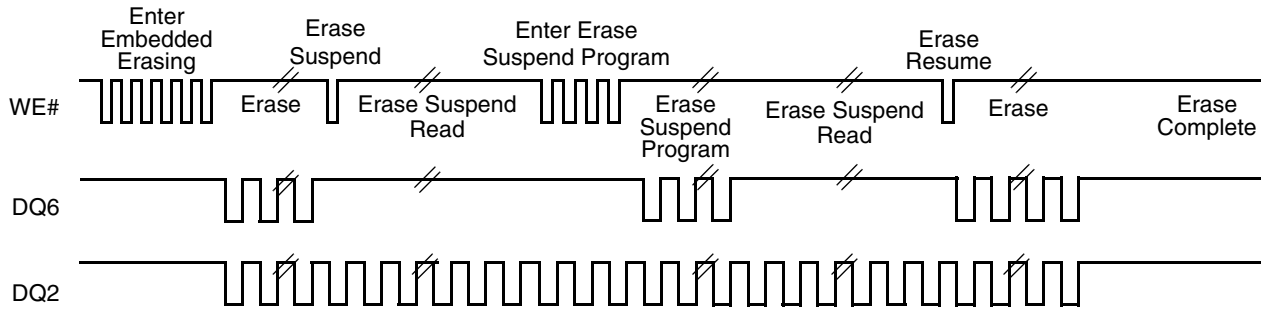 Enter
Embedded
Erasing
Erase
Suspend
Enter Erase
Suspend Program
Erase
Resume
WE#
Erase
Erase Suspend
Read
Erase
Suspend
Program
Erase Suspend
Read
Erase
Erase
Complete
DQ6
DQ2